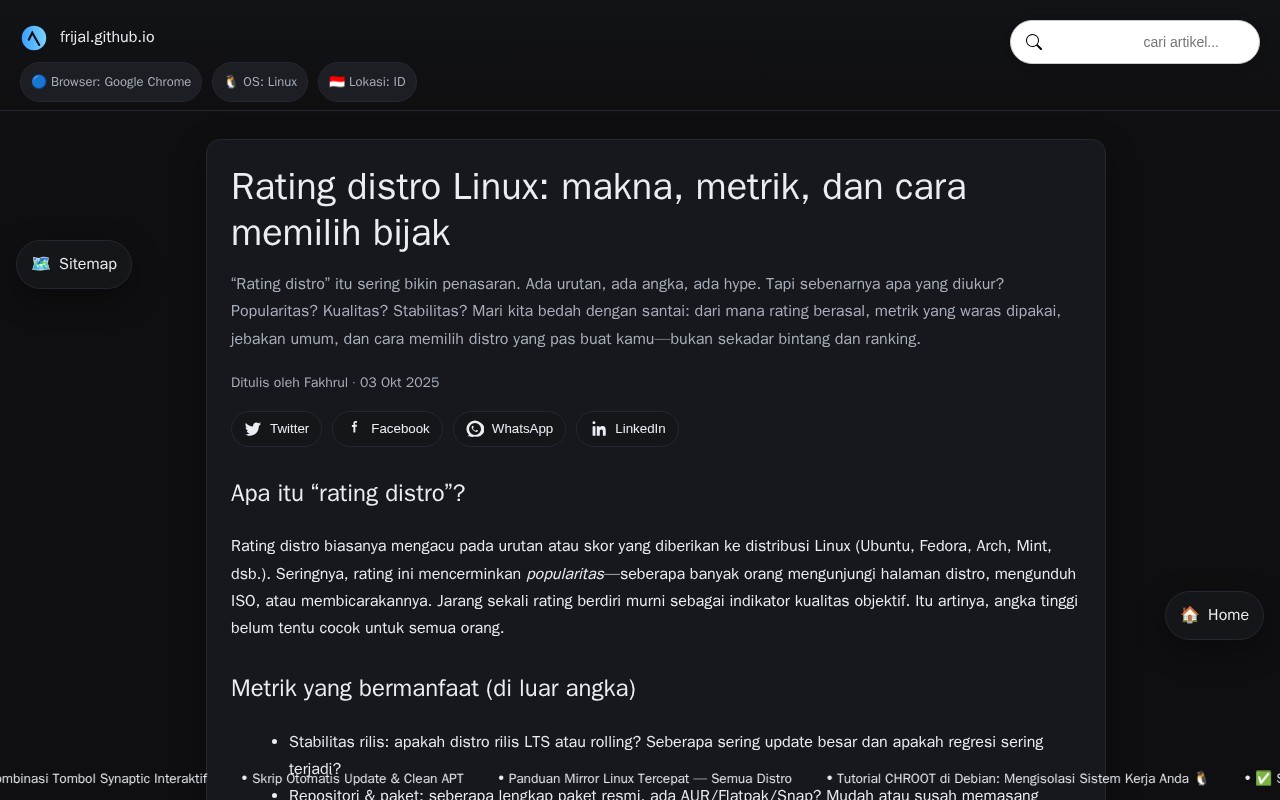 frijal.github.io
cari artikel...
Browser: Google Chrome
OS: Linux
Lokasi: ID
Rating distro Linux: makna, metrik, dan cara
memilih bijak
Sitemap
“Rating distro” itu sering bikin penasaran. Ada urutan, ada angka, ada hype. Tapi sebenarnya apa yang diukur?
Popularitas? Kualitas? Stabilitas? Mari kita bedah dengan santai: dari mana rating berasal, metrik yang waras dipakai,
jebakan umum, dan cara memilih distro yang pas buat kamu—bukan sekadar bintang dan ranking.
Ditulis oleh Fakhrul · 03 Okt 2025
Twitter
Facebook
WhatsApp
LinkedIn
Apa itu “rating distro”?
Rating distro biasanya mengacu pada urutan atau skor yang diberikan ke distribusi Linux (Ubuntu, Fedora, Arch, Mint,
dsb.). Seringnya, rating ini mencerminkan popularitas—seberapa banyak orang mengunjungi halaman distro, mengunduh
ISO, atau membicarakannya. Jarang sekali rating berdiri murni sebagai indikator kualitas objektif. Itu artinya, angka tinggi
belum tentu cocok untuk semua orang.
Home
Metrik yang bermanfaat (di luar angka)
• Stabilitas rilis: apakah distro rilis LTS atau rolling? Seberapa sering update besar dan apakah regresi sering
terjadi?
ombinasi Tombol Synaptic Interaktif • Skrip Otomatis Update & Clean APT • Panduan Mirror Linux Tercepat — Semua Distro • Tutorial CHROOT di Debian: Mengisolasi Sistem Kerja Anda 🐧 • ✅ S
• Repositori & paket: seberapa lengkap paket resmi, ada AUR/Flatpak/Snap? Mudah atau susah memasang